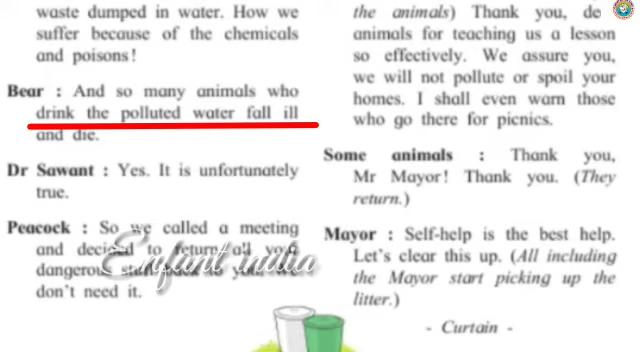 waste dumped in water. How we
suffer because of the chemicals
and poisons!
Bear : And so many animals who
drink the polluted water fall ill
and die.
Dr Sawant : Yes. It is unfortunately
true.
Peacock : So we called a meeting
and decided to return all your
dangerous to you. We
don't need it.
Enfant india
the animals) Thank you, de
animals for teaching us a lesson
so effectively. We assure you,
we will not pollute or spoil your
homes. I shall even warn those
who go there for picnics.
Some animals : Thank you,
Mr Mayor! Thank you. (They
return.)
Mayor : Self-help is the best help.
Let's clear this up. (All including
the Mayor start picking up the
litter.)
- Curtain -